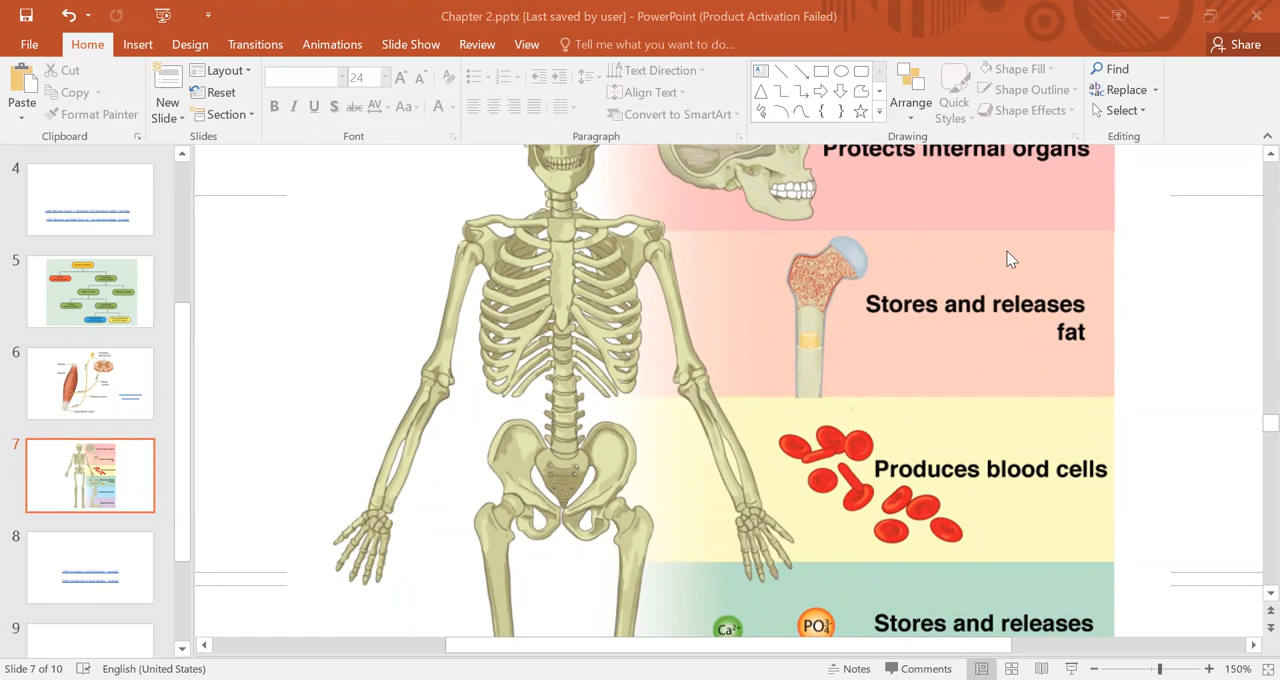 Chapter 2.pptx [Last saved by user] - PowerPoint (Product Activation Failed)
File Home Insert Design Transitions Animations Slide Show Review View Tell me what you want to do... Share
Paste
Cut
Copy
Format Painter
Clipboard
New
Slide
Layout
Reset
Section
Slides
24
B I U S abc AV Aa A
Font
Text Direction
Align Text
Convert to SmartArt
Paragraph
Arrange
Quick
Styles
Shape Fill
Shape Outline
Shape Effects
Drawing
Find
Replace
Select
Editing
4
5
6
7
8
9
Protects internal organs
Stores and releases
fat
Produces blood cells
Ca2+
PO43-
Stores and releases
Slide 7 of 10 English (United States) Notes Comments 150%